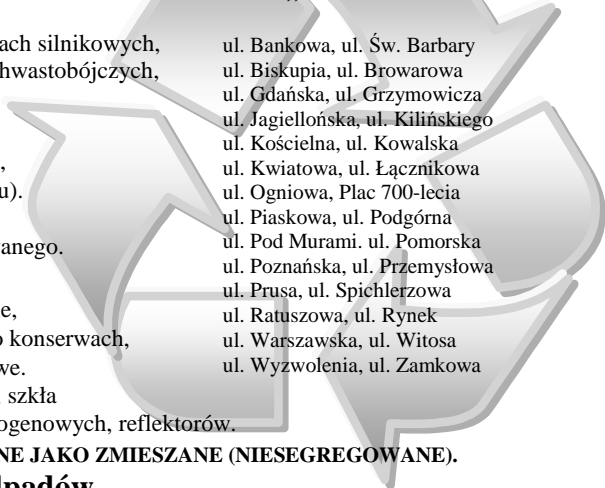 ach silnikowych,
hwastobójczych,
,
u).
anego.
e,
o konserwach,
we.
szkła
ogenowych, reflektorów.
ul. Bankowa, ul. Św. Barbary
ul. Biskupia, ul. Browarowa
ul. Gdańska, ul. Grzymowicza
ul. Jagiellońska, ul. Kilińskiego
ul. Kościelna, ul. Kowalska
ul. Kwiatowa, ul. Łącznikowa
ul. Ogniowa, Plac 700-lecia
ul. Piaskowa, ul. Podgórna
ul. Pod Murami. ul. Pomorska
ul. Poznańska, ul. Przemysłowa
ul. Prusa, ul. Spichlerzowa
ul. Ratuszowa, ul. Rynek
ul. Warszawska, ul. Witosa
ul. Wyzwolenia, ul. Zamkowa
NE JAKO ZMIESZANE (NIESEGREGOWANE).